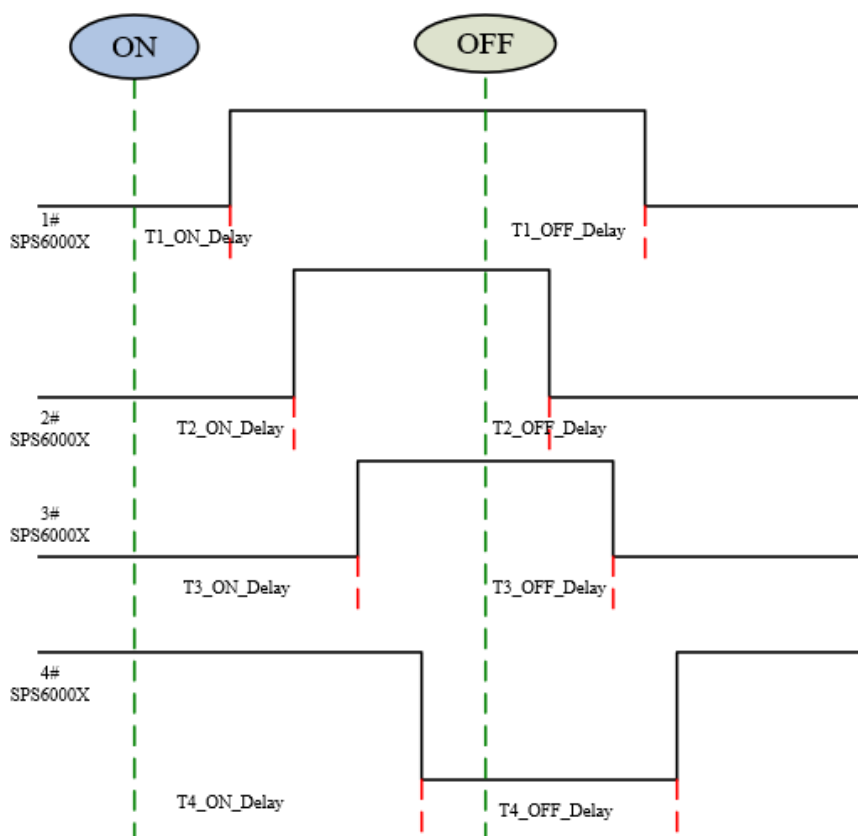 ON
OFF
1#
SPS6000X
T1_ON_Delay
T1_OFF_Delay
2#
SPS6000X
T2_ON_Delay
T2_OFF_Delay
3#
SPS6000X
T3_ON_Delay
T3_OFF_Delay
4#
SPS6000X
T4_ON_Delay
T4_OFF_Delay